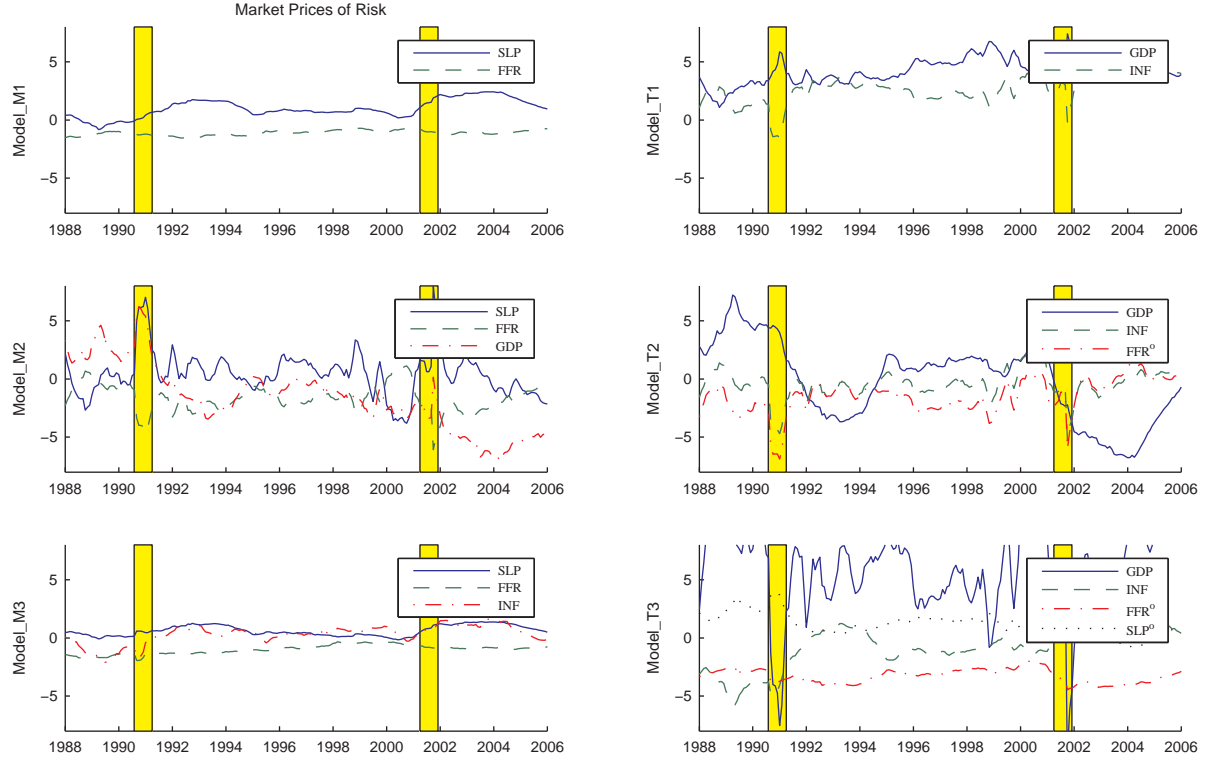 Market Prices of Risk
Model_M1
5
0
−5
SLP
FFR
1988 1990 1992 1994 1996 1998 2000 2002 2004 2006
Model_T1
5
0
−5
GDP
INF
1988 1990 1992 1994 1996 1998 2000 2002 2004 2006
Model_M2
5
0
−5
SLP
FFR
GDP
1988 1990 1992 1994 1996 1998 2000 2002 2004 2006
Model_T2
5
0
−5
GDP
INF
FFRº
1988 1990 1992 1994 1996 1998 2000 2002 2004 2006
Model_M3
5
0
−5
SLP
FFR
INF
1988 1990 1992 1994 1996 1998 2000 2002 2004 2006
Model_T3
5
0
−5
GDP
INF
FFRº
SLPº
1988 1990 1992 1994 1996 1998 2000 2002 2004 2006